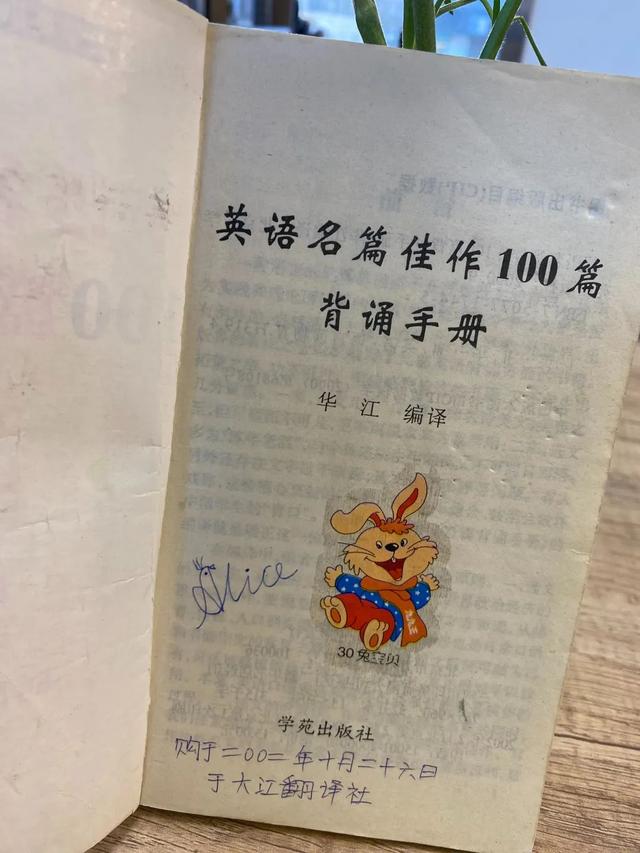 英语名篇佳作100篇
背诵手册
华江 编译
Alice
30兔宝贝
学苑出版社
购于二00二年十月二十六日
于大江翻译社